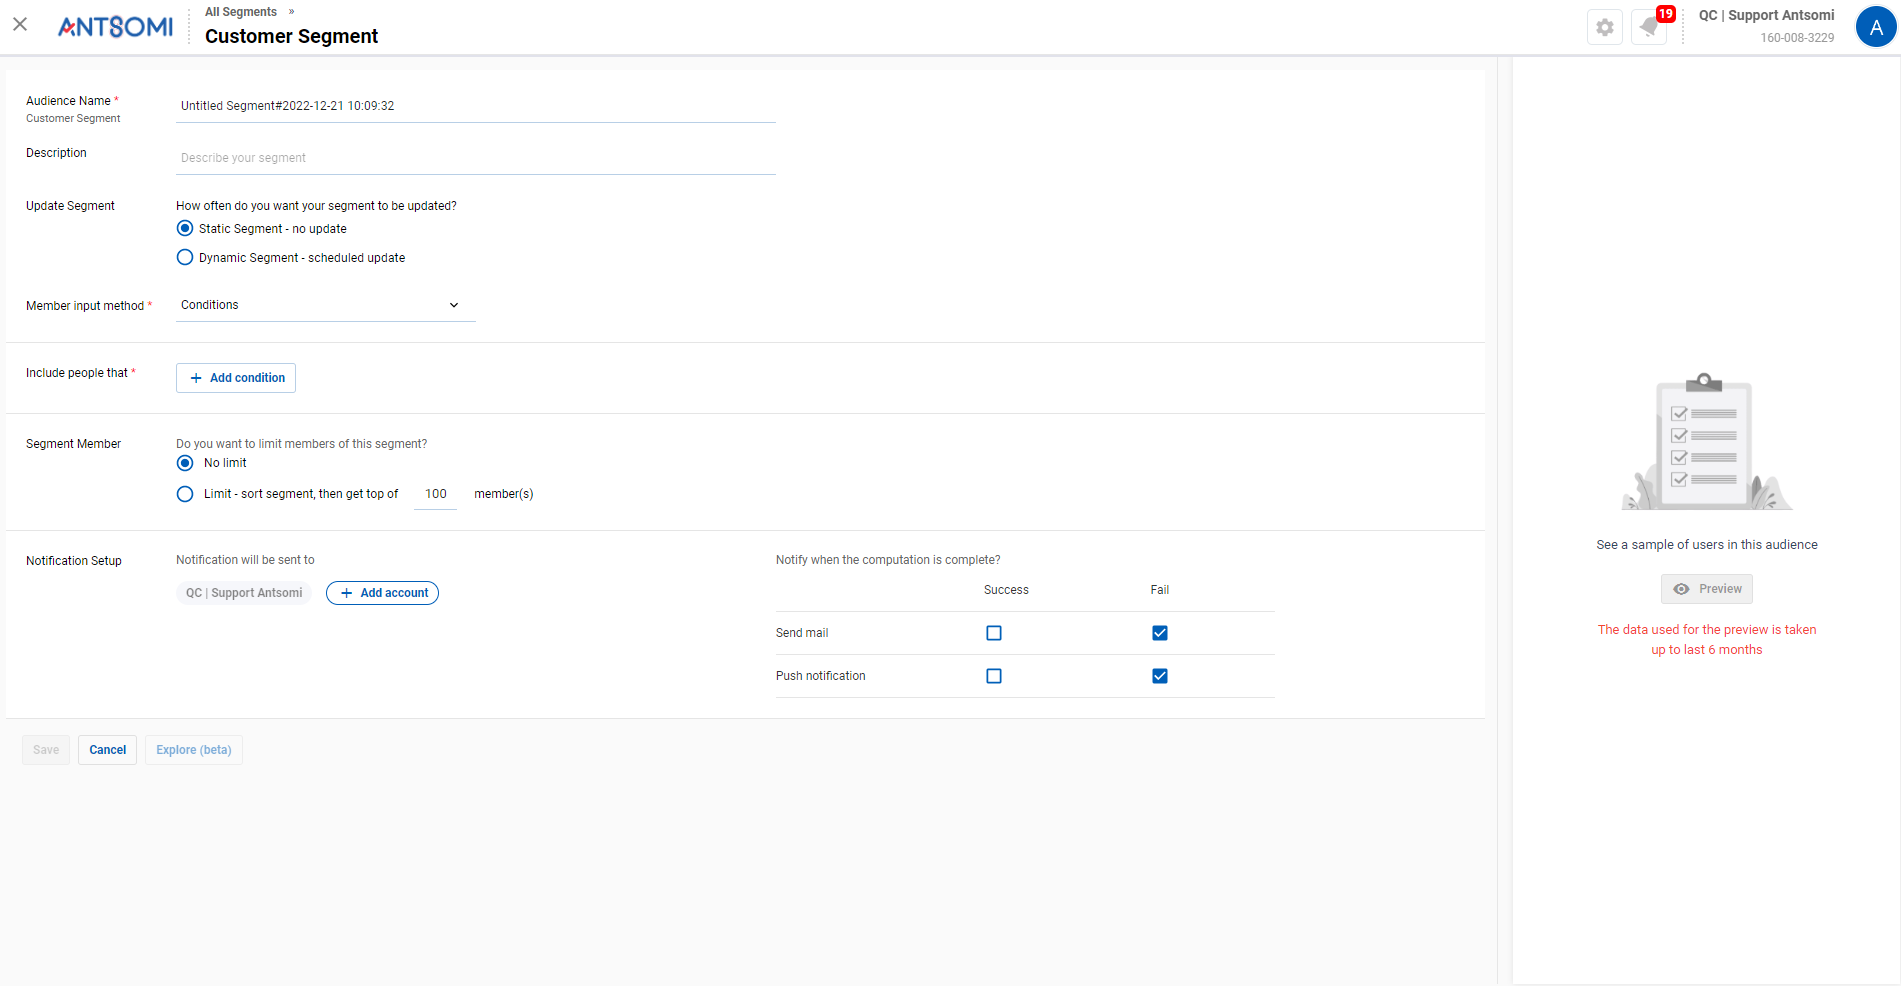 ANTSOMI
All Segments »
Customer Segment
19
QC | Support Antsomi
160-008-3229
A
Audience Name *
Customer Segment
Untitled Segment#2022-12-21 10:09:32
Description
Describe your segment
Update Segment
How often do you want your segment to be updated?
Static Segment - no update
Dynamic Segment - scheduled update
Member input method *
Conditions
Include people that *
+ Add condition
Segment Member
Do you want to limit members of this segment?
No limit
Limit - sort segment, then get top of 100 member(s)
Notification Setup
Notification will be sent to
QC | Support Antsomi
+ Add account
Notify when the computation is complete?
Success Fail
Send mail
Push notification
Save
Cancel
Explore (beta)
See a sample of users in this audience
Preview
The data used for the preview is taken
up to last 6 months